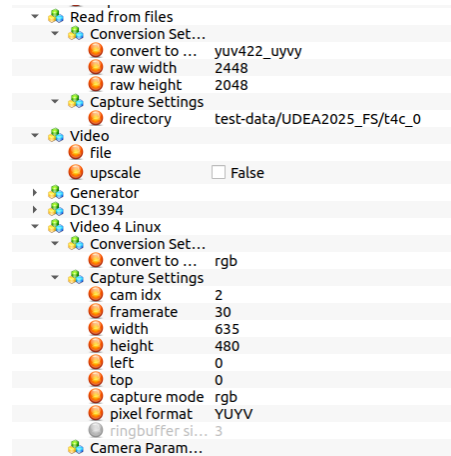 Read from files
Conversion Set...
convert to ... yuv422_uyvy
raw width 2448
raw height 2048
Capture Settings
directory test-data/UDEA2025_FS/t4c_0
Video
file
upscale False
Generator
DC1394
Video 4 Linux
Conversion Set...
convert to ... rgb
Capture Settings
cam idx 2
framerate 30
width 635
height 480
left 0
top 0
capture mode rgb
pixel format YUYV
ringbuffer si... 3
Camera Param...